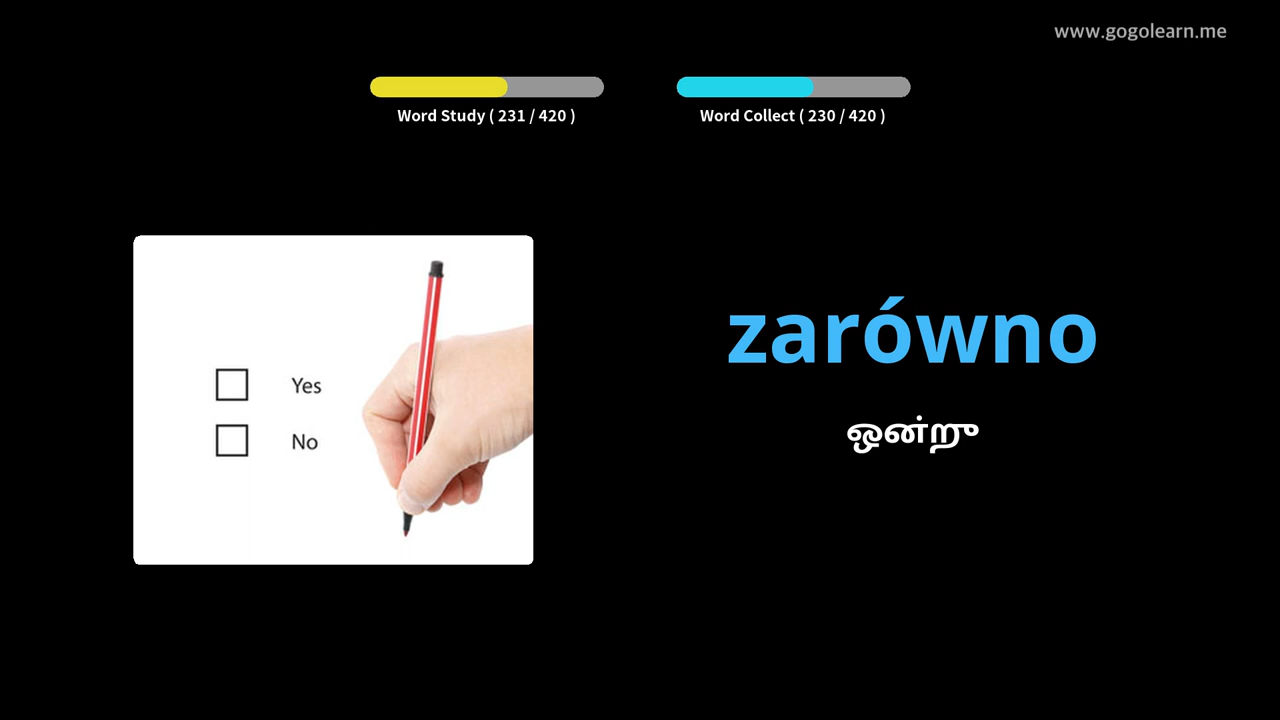 www.gogolearn.me
Word Study ( 231 / 420 )
Word Collect ( 230 / 420 )
Yes
No
zarówno
ஒன்று